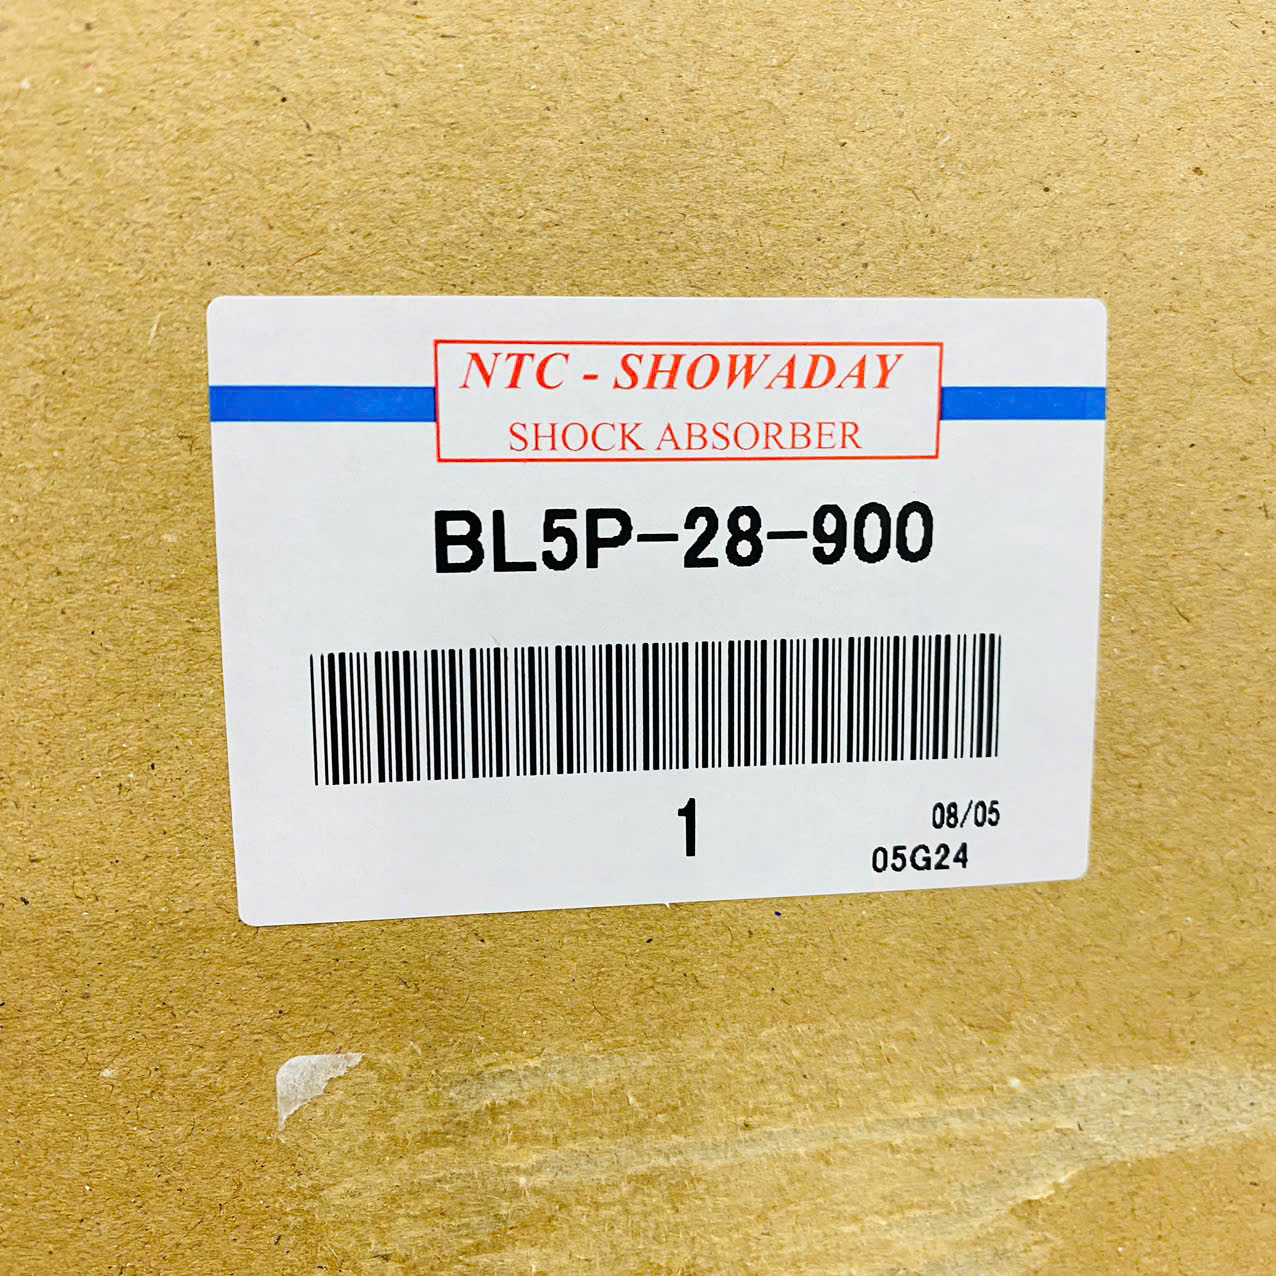 NTC - SHOWADAY
SHOCK ABSORBER
BL5P-28-900
1
08/05
05G24